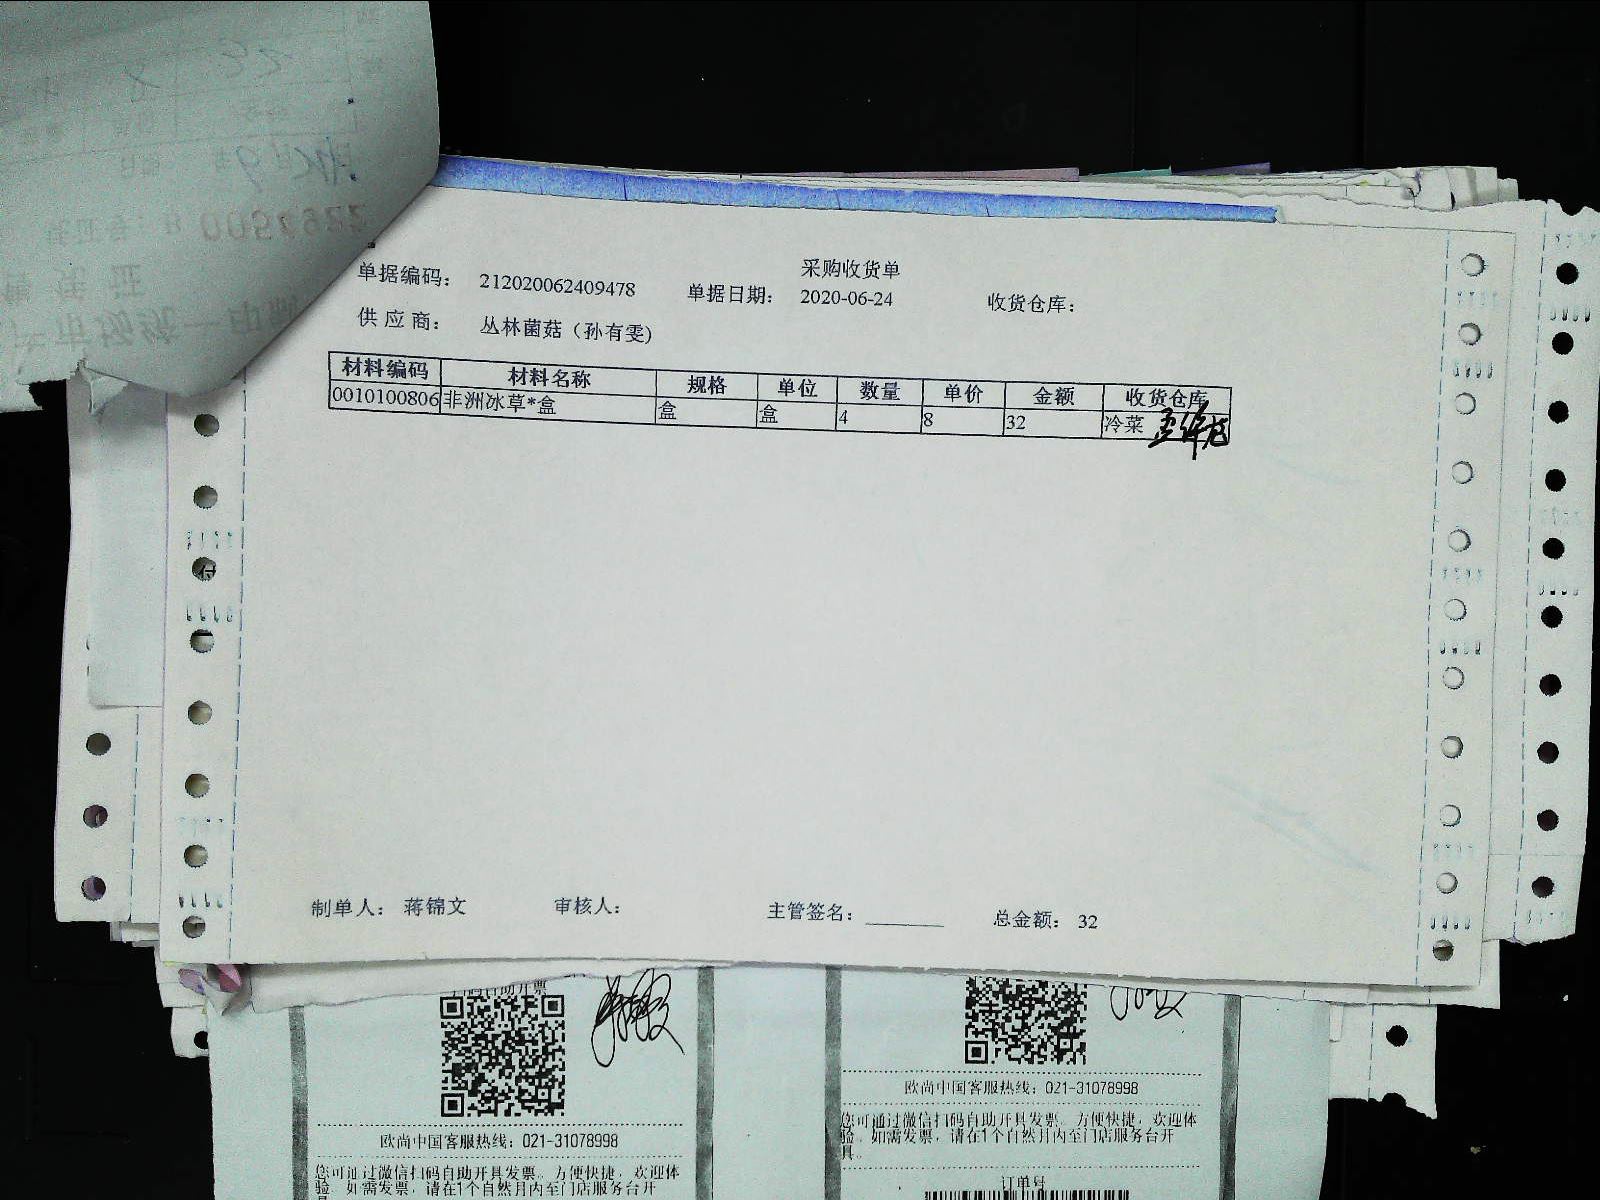 采购收货单
单据编码： 212020062409478 单据日期： 2020-06-24 收货仓库：
供应商： 丛林菌菇（孙有雯)
材料编码 材料名称 规格 单位 数量 单价 金额 收货仓库
0010100806 非洲冰草*盒 盒 盒 4 8 32 冷菜
制单人： 蒋锦文 审核人： 主管签名： 总金额： 32
扫码自助开票
欧尚中国客服热线：021-31078998
您可通过微信扫码自助开具发票。方便快捷，欢迎体
验。如需发票，请在1个自然月内至门店服务台开
欧尚中国客服热线：021-31078998
您可通过微信扫码自助开具发票。方便快捷，欢迎体
验。如需发票，请在1个自然月内至门店服务台开
具。
订单号